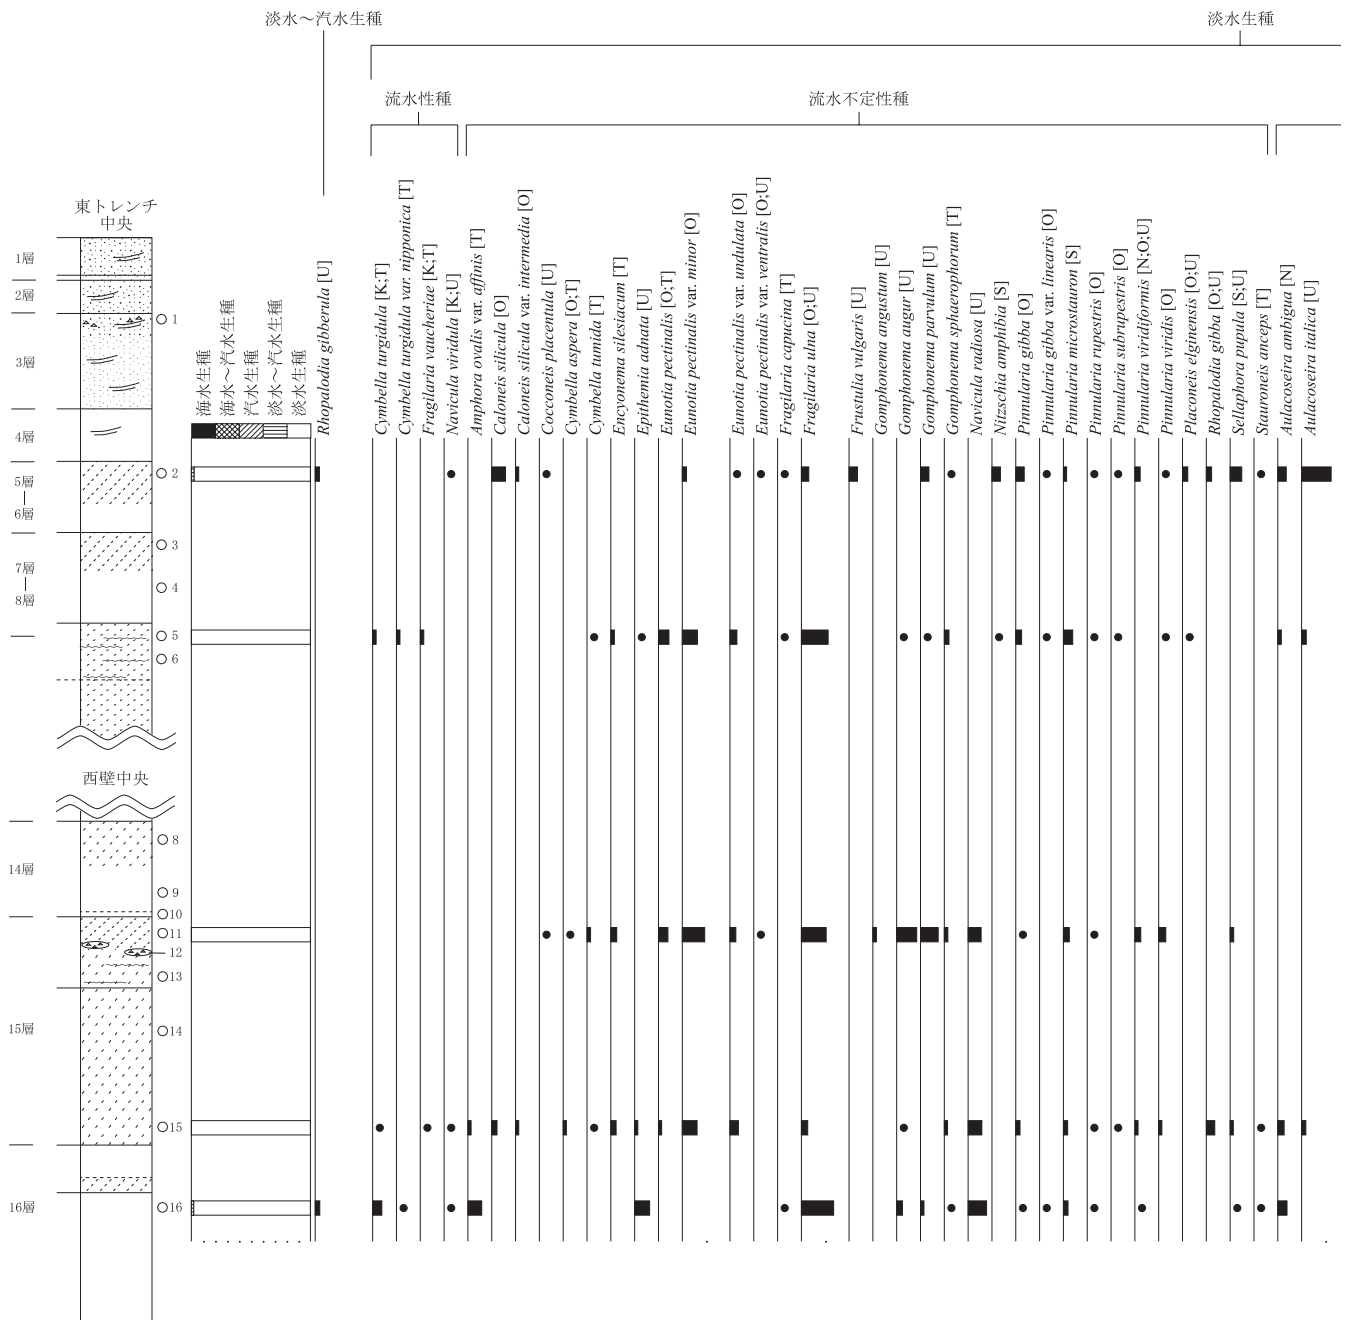 淡水～汽水生種
淡水生種
流水性種
流水不定性種
東トレンチ
中央
1層
2層
3層
4層
5層
6層
7層
8層
1
2
3
4
5
6
海水生種
海水～汽水生種
汽水生種
淡水～汽水生種
淡水生種
Rhopalodia gibberula [U]
Cymbella turgidula [K;T]
Cymbella turgidula var. nipponica [T]
Fragilaria vaucheriae [K;T]
Navicula viridula [K;U]
Amphora ovalis var. affinis [T]
Caloneis silicula [O]
Caloneis silicula var. intermedia [O]
Cocconeis placentula [U]
Cymbella aspera [O;T]
Cymbella tumida [T]
Encyonema silesiacum [T]
Epithemia adnata [U]
Eunotia pectinalis [O;T]
Eunotia pectinalis var. minor [O]
Eunotia pectinalis var. undulata [O]
Eunotia pectinalis var. ventralis [O;U]
Fragilaria capucina [T]
Fragilaria ulna [O;U]
Frustulia vulgaris [U]
Gomphonema angustum [U]
Gomphonema augur [U]
Gomphonema parvulum [U]
Gomphonema sphaerophorum [T]
Navicula radiosa [U]
Nitzschia amphibia [S]
Pinnularia gibba [O]
Pinnularia gibba var. linearis [O]
Pinnularia microstauron [S]
Pinnularia rupestris [O]
Pinnularia subrupestris [O]
Pinnularia viridiformis [N;O;U]
Pinnularia viridis [O]
Placoneis elginensis [O;U]
Rhopalodia gibba [O;U]
Sellaphora pupula [S;U]
Stauroneis anceps [T]
Aulacoseira ambigua [N]
Aulacoseira italica [U]
西壁中央
14層
15層
16層
8
9
10
11
12
13
14
15
16